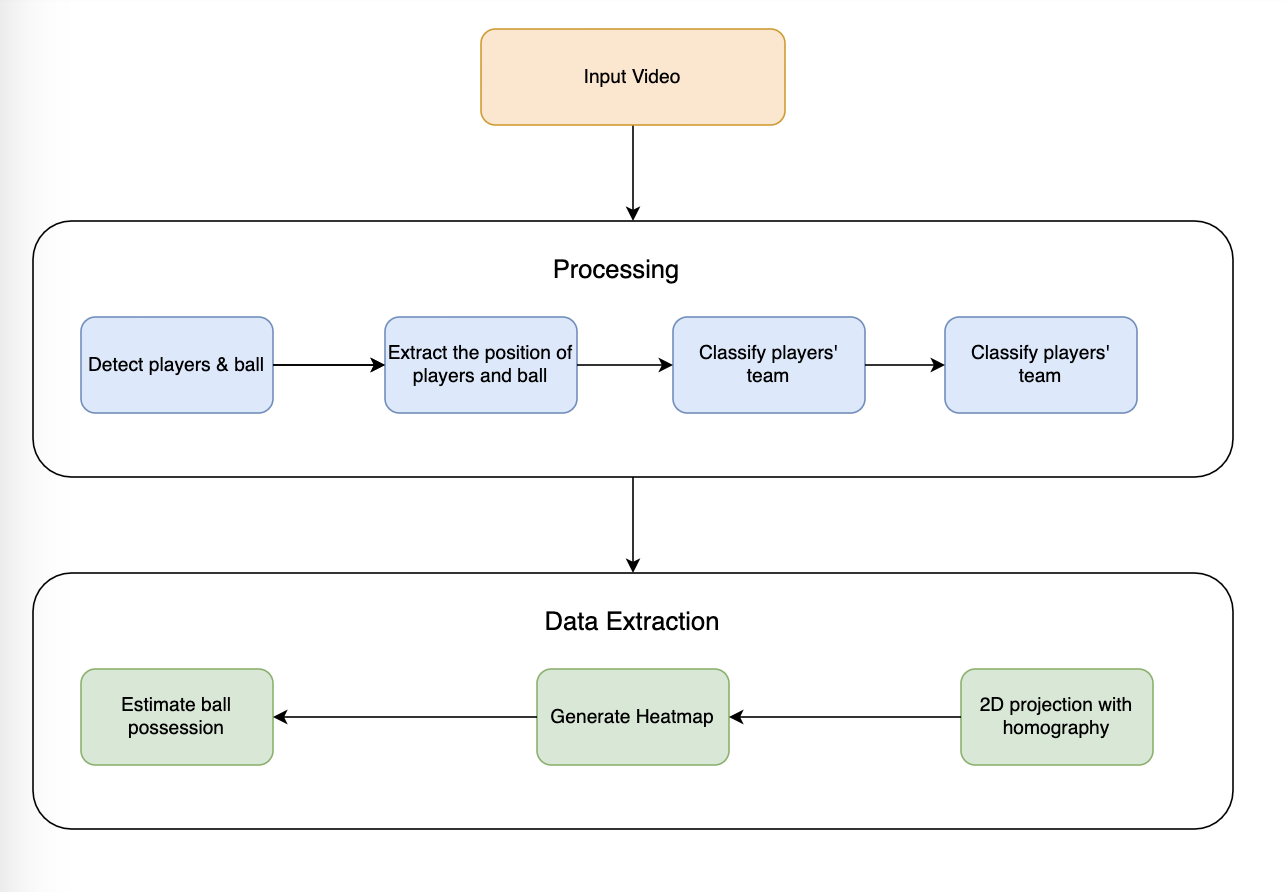 Input Video
Processing
Detect players & ball
Extract the position of
players and ball
Classify players'
team
Classify players'
team
Data Extraction
Estimate ball
possession
Generate Heatmap
2D projection with
homography